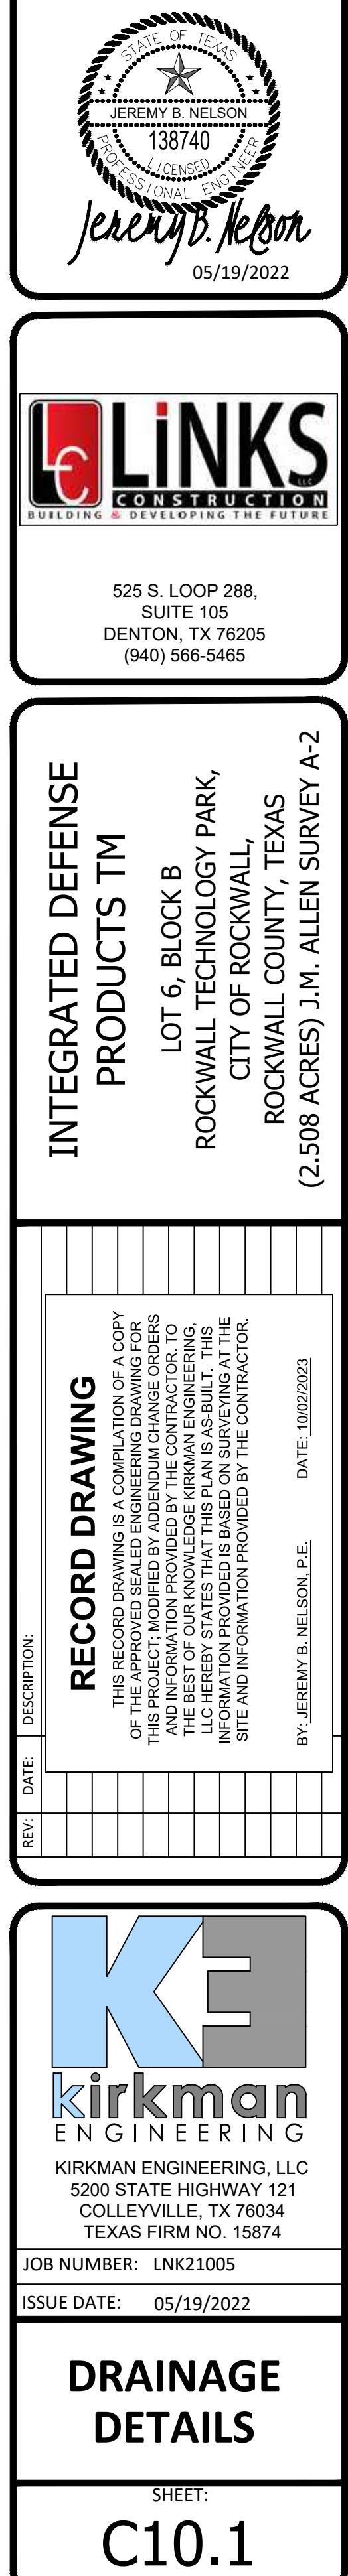 STATE OF TEXAS
JEREMY B. NELSON
138740
LICENSED
PROFESSIONAL ENGINEER
Jeremy B. Nelson
05/19/2022
LC LiNKS
LLC
CONSTRUCTION
BUILDING & DEVELOPING THE FUTURE
525 S. LOOP 288,
SUITE 105
DENTON, TX 76205
(940) 566-5465
INTEGRATED DEFENSE
PRODUCTS TM
LOT 6, BLOCK B
ROCKWALL TECHNOLOGY PARK,
CITY OF ROCKWALL,
ROCKWALL COUNTY, TEXAS
(2.508 ACRES) J.M. ALLEN SURVEY A-2
REV: DATE: DESCRIPTION:
RECORD DRAWING
THIS RECORD DRAWING IS A COMPILATION OF A COPY
OF THE APPROVED SEALED ENGINEERING DRAWING FOR
THIS PROJECT; MODIFIED BY ADDENDUM CHANGE ORDERS
AND INFORMATION PROVIDED BY THE CONTRACTOR. TO
THE BEST OF OUR KNOWLEDGE KIRKMAN ENGINEERING,
LLC HEREBY STATES THAT THIS PLAN IS AS-BUILT. THIS
INFORMATION PROVIDED IS BASED ON SURVEYING AT THE
SITE AND INFORMATION PROVIDED BY THE CONTRACTOR.
BY: JEREMY B. NELSON, P.E. DATE: 10/02/2023
KE
kirkman
ENGINEERING
KIRKMAN ENGINEERING, LLC
5200 STATE HIGHWAY 121
COLLEYVILLE, TX 76034
TEXAS FIRM NO. 15874
JOB NUMBER: LNK21005
ISSUE DATE: 05/19/2022
DRAINAGE
DETAILS
SHEET:
C10.1